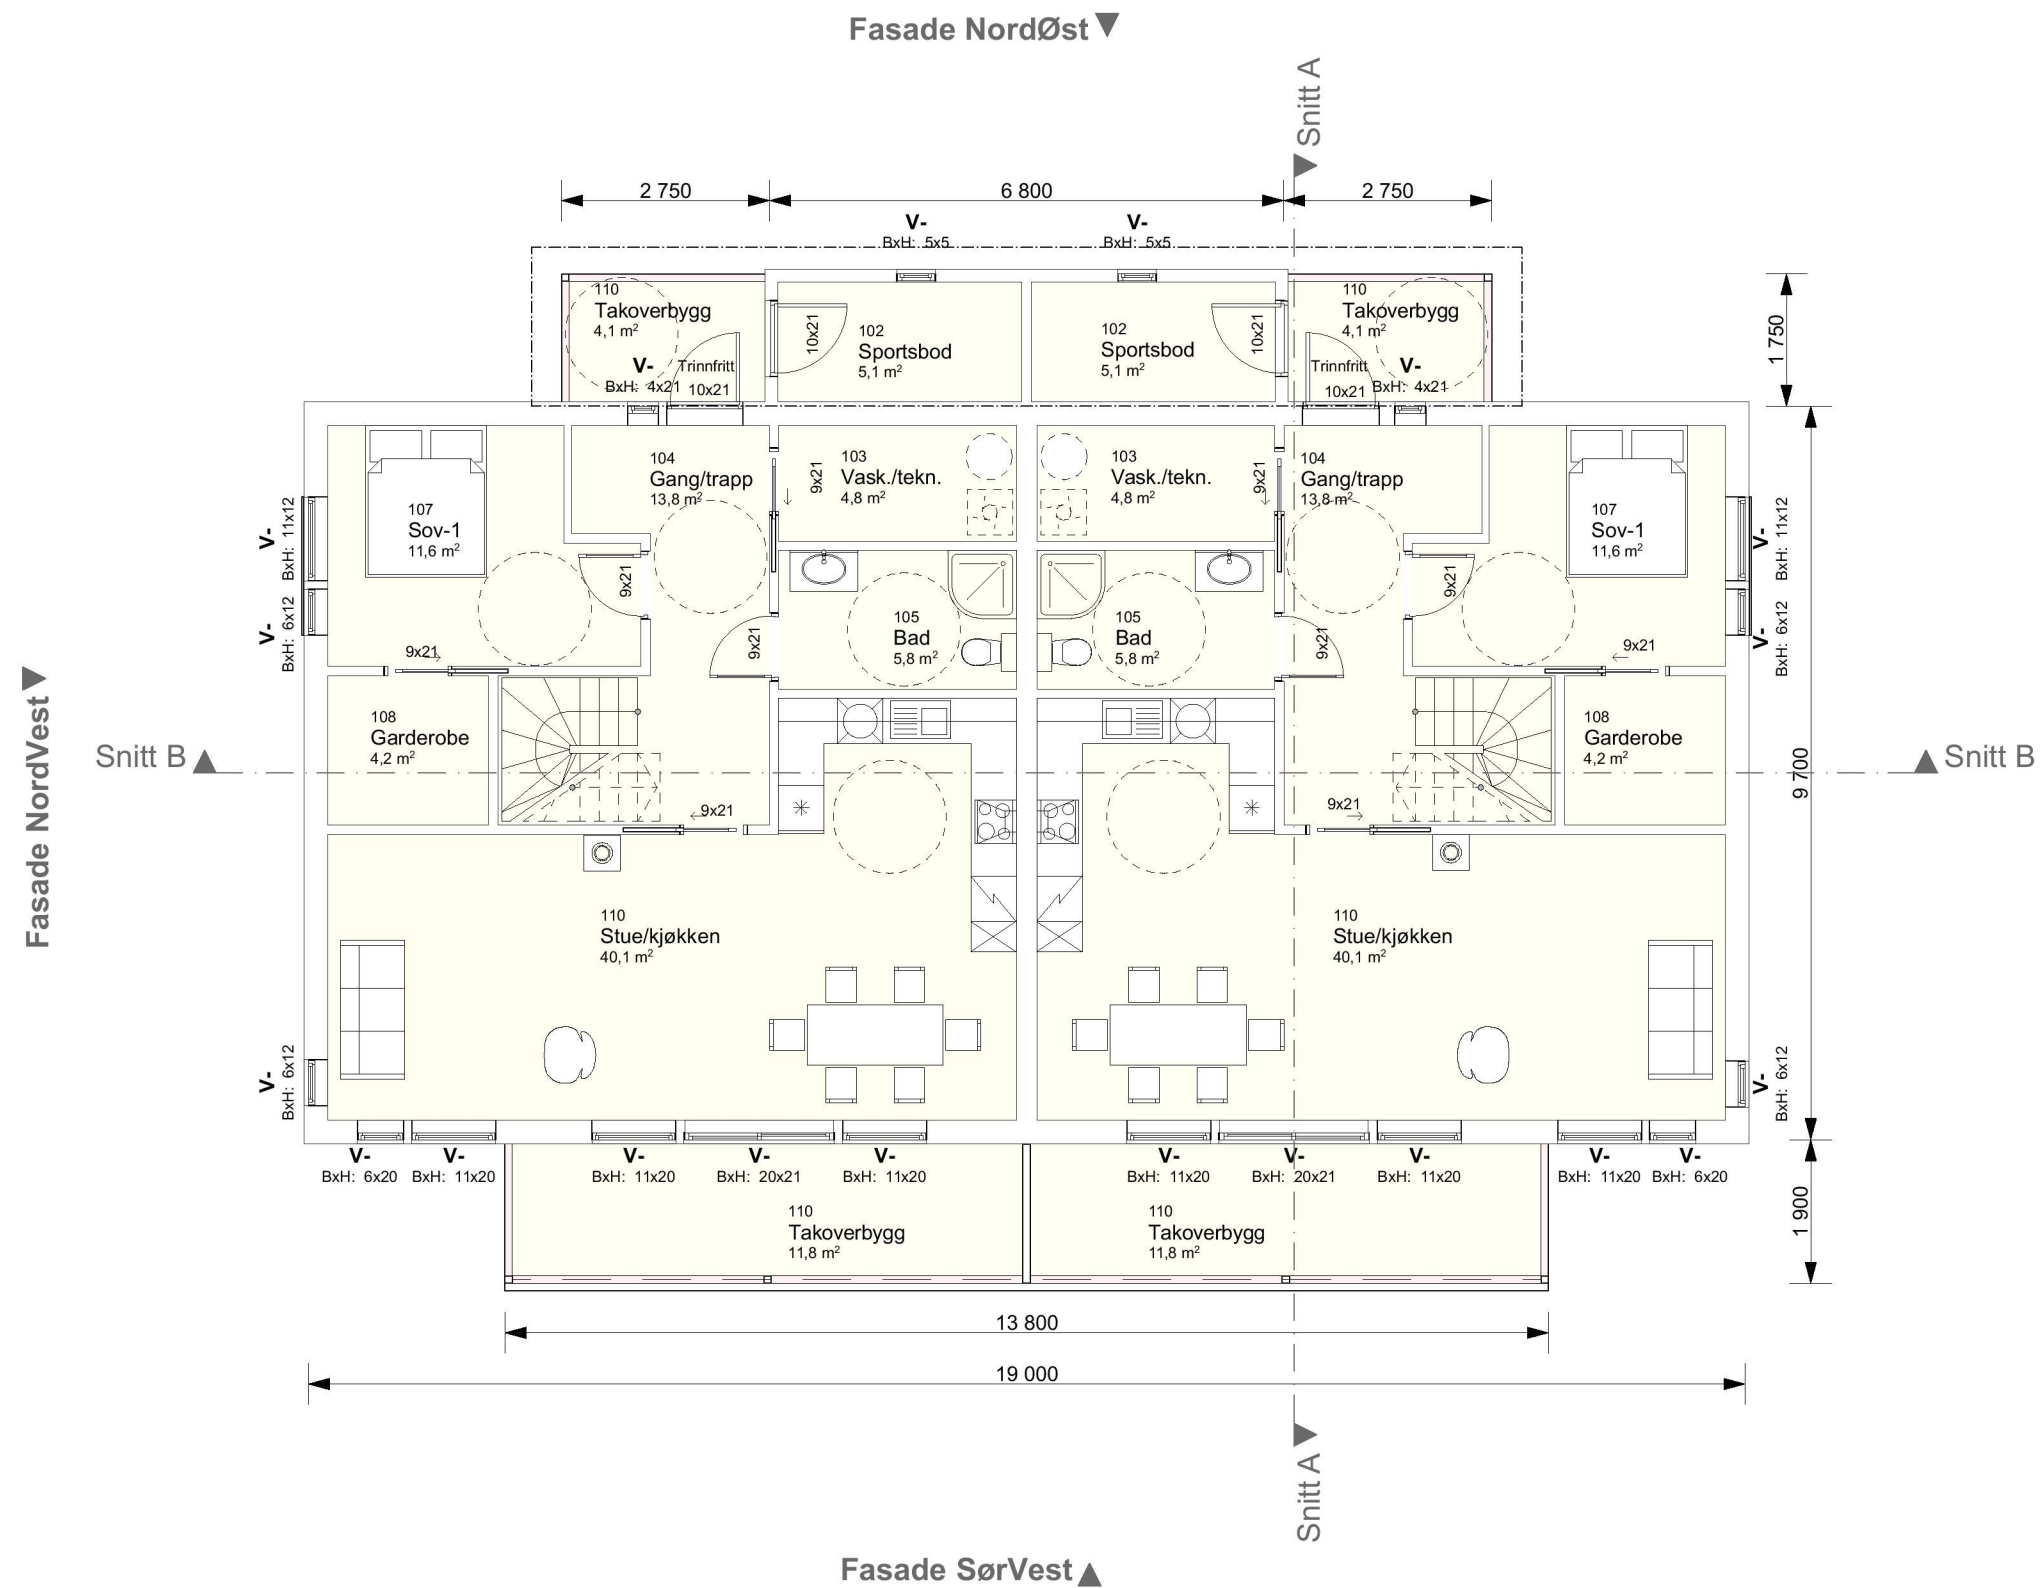 Fasade NordØst
Snitt A
2 750
6 800
2 750
V-
BxH: 5x5
V-
BxH: 5x5
110
Takoverbygg
4,1 m²
V-
BxH: 4x21
Trinnfritt
10x21
10x21
102
Sportsbod
5,1 m²
102
Sportsbod
5,1 m²
10x21
110
Takoverbygg
4,1 m²
Trinnfritt
10x21
V-
BxH: 4x21
1 750
V-
BxH: 11x12
107
Sov-1
11,6 m²
104
Gang/trapp
13,8 m²
9x21
103
Vask./tekn.
4,8 m²
103
Vask./tekn.
4,8 m²
9x21
104
Gang/trapp
13,8 m²
107
Sov-1
11,6 m²
V-
BxH: 11x12
V-
BxH: 6x12
9x21
9x21
9x21
105
Bad
5,8 m²
105
Bad
5,8 m²
9x21
9x21
9x21
V-
BxH: 6x12
Fasade NordVest
Snitt B
108
Garderobe
4,2 m²
9x21
9x21
108
Garderobe
4,2 m²
Snitt B
9 700
110
Stue/kjøkken
40,1 m²
110
Stue/kjøkken
40,1 m²
V-
BxH: 6x12
V-
BxH: 6x12
V-
BxH: 6x20
V-
BxH: 11x20
V-
BxH: 11x20
V-
BxH: 20x21
V-
BxH: 11x20
V-
BxH: 11x20
V-
BxH: 20x21
V-
BxH: 11x20
V-
BxH: 11x20
V-
BxH: 6x20
110
Takoverbygg
11,8 m²
110
Takoverbygg
11,8 m²
1 900
13 800
19 000
Snitt A
Fasade SørVest